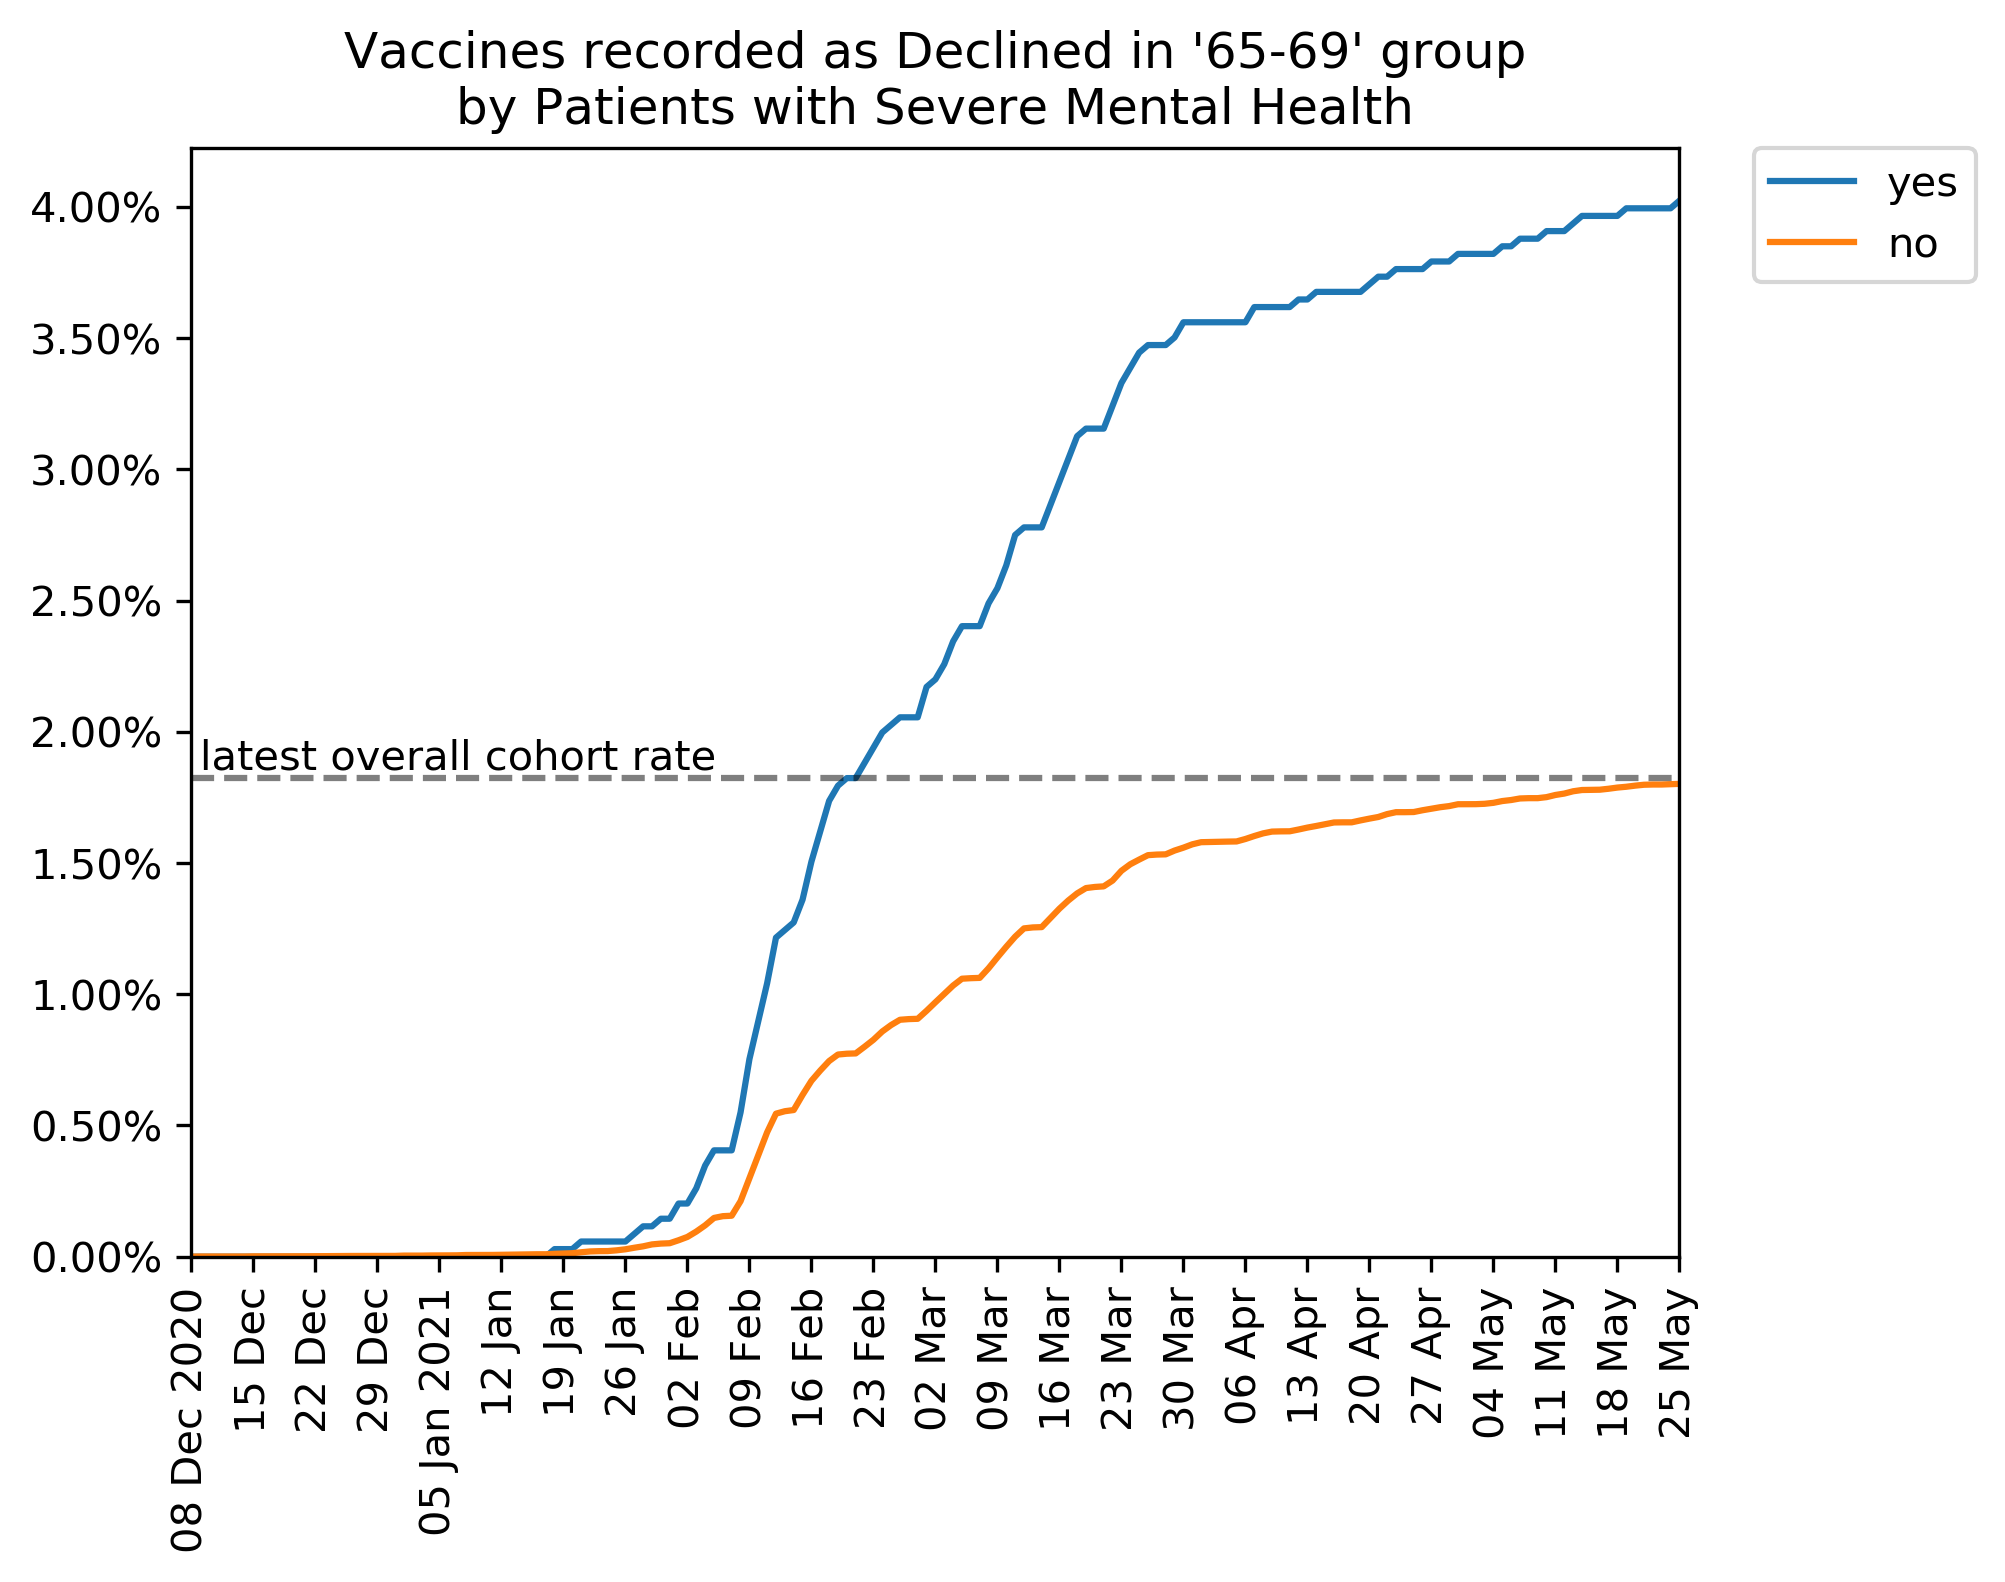 Vaccines recorded as Declined in '65-69' group
by Patients with Severe Mental Health
yes
no
4.00%
3.50%
3.00%
2.50%
2.00%
latest overall cohort rate
1.50%
1.00%
0.50%
0.00%
08 Dec 2020
15 Dec
22 Dec
29 Dec
05 Jan 2021
12 Jan
19 Jan
26 Jan
02 Feb
09 Feb
16 Feb
23 Feb
02 Mar
09 Mar
16 Mar
23 Mar
30 Mar
06 Apr
13 Apr
20 Apr
27 Apr
04 May
11 May
18 May
25 May